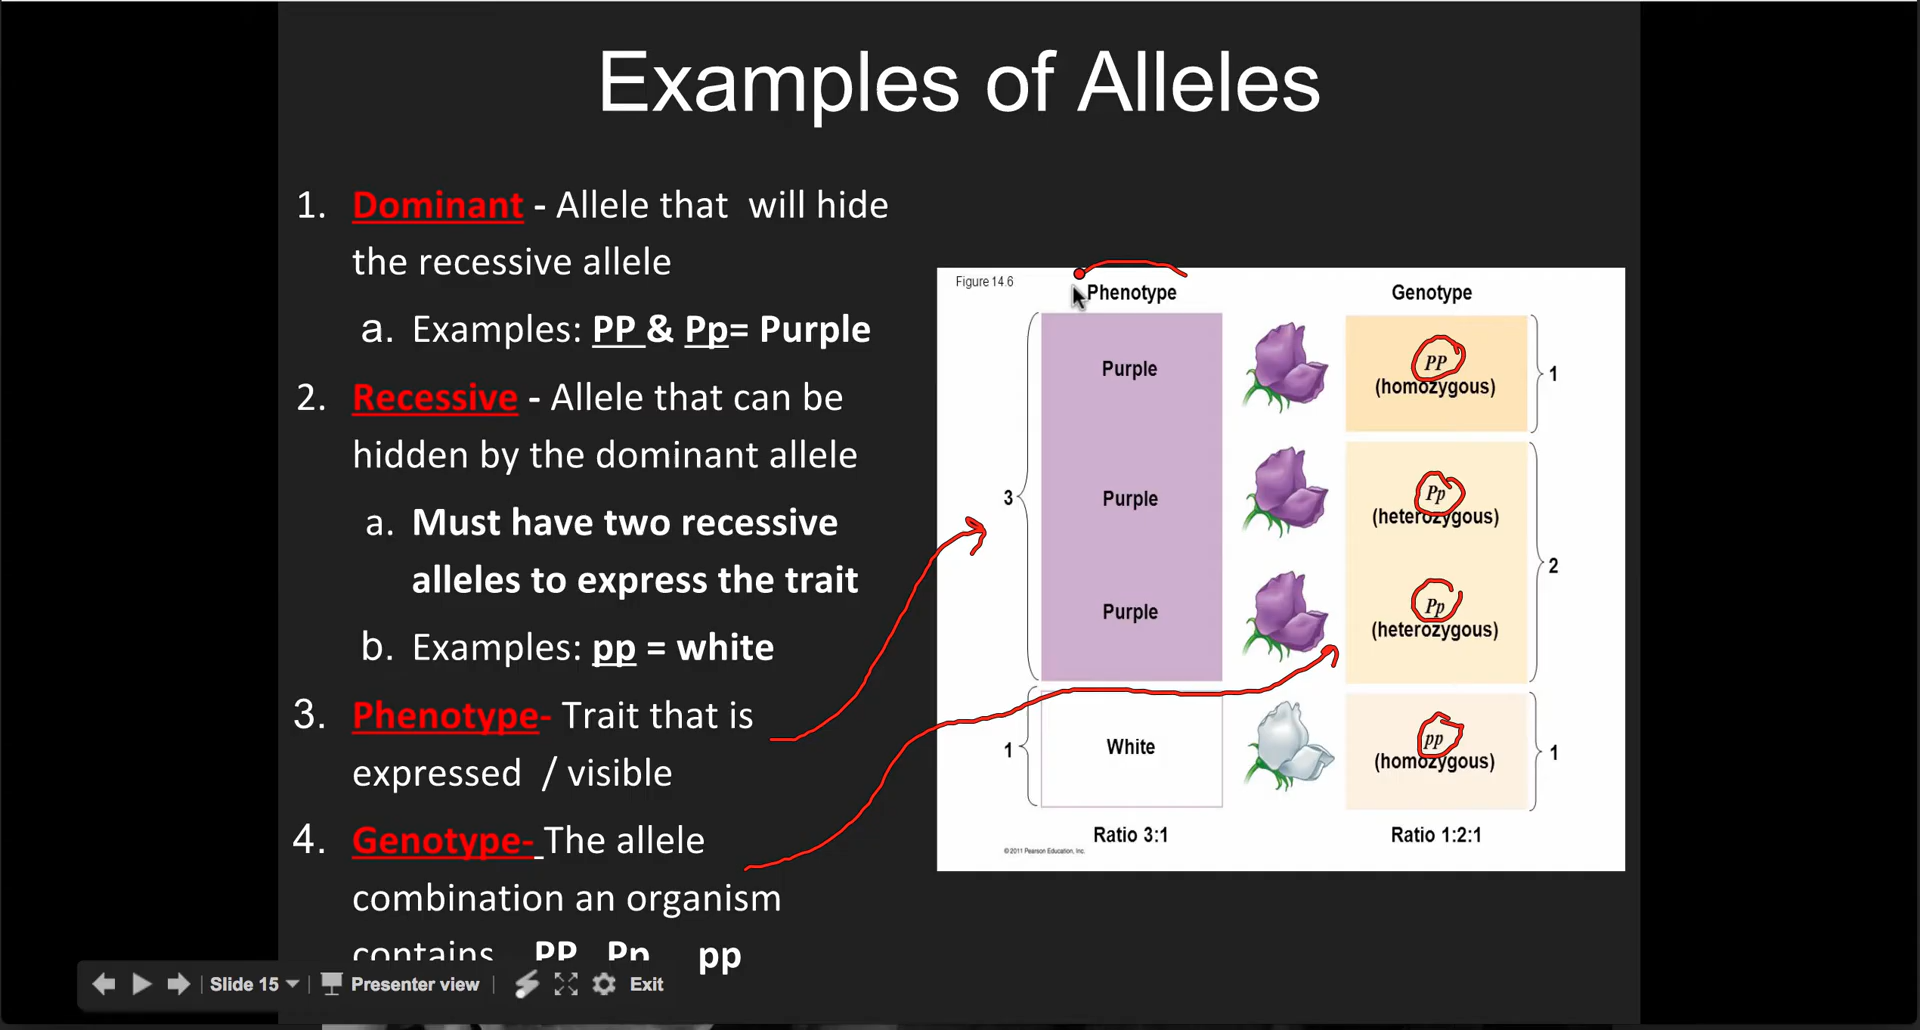 Examples of Alleles
1. Dominant - Allele that will hide
the recessive allele
a. Examples: PP & Pp= Purple
2. Recessive - Allele that can be
hidden by the dominant allele
a. Must have two recessive
alleles to express the trait
b. Examples: pp = white
3. Phenotype- Trait that is
expressed / visible
4. Genotype- The allele
combination an organism
contains PP Pp pp
Figure 14.6
Phenotype Genotype
Purple PP
(homozygous) 1
3 Purple Pp
(heterozygous)
2
Purple Pp
(heterozygous)
1 White pp
(homozygous) 1
Ratio 3:1 Ratio 1:2:1
© 2011 Pearson Education, Inc.
Slide 15 Presenter view Exit